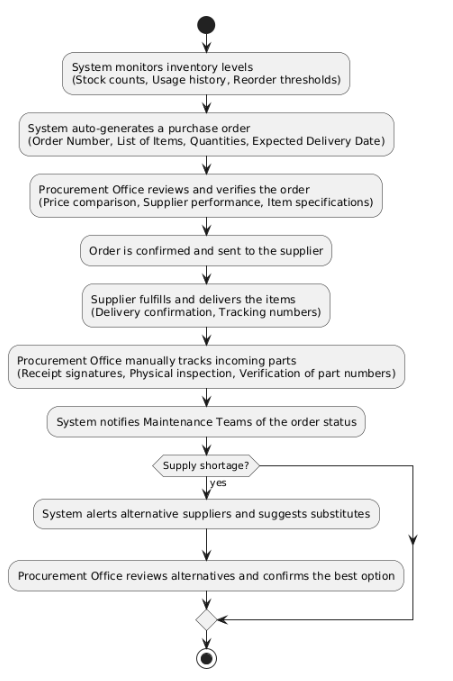 System monitors inventory levels
(Stock counts, Usage history, Reorder thresholds)
System auto-generates a purchase order
(Order Number, List of Items, Quantities, Expected Delivery Date)
Procurement Office reviews and verifies the order
(Price comparison, Supplier performance, Item specifications)
Order is confirmed and sent to the supplier
Supplier fulfills and delivers the items
(Delivery confirmation, Tracking numbers)
Procurement Office manually tracks incoming parts
(Receipt signatures, Physical inspection, Verification of part numbers)
System notifies Maintenance Teams of the order status
Supply shortage?
yes
System alerts alternative suppliers and suggests substitutes
Procurement Office reviews alternatives and confirms the best option